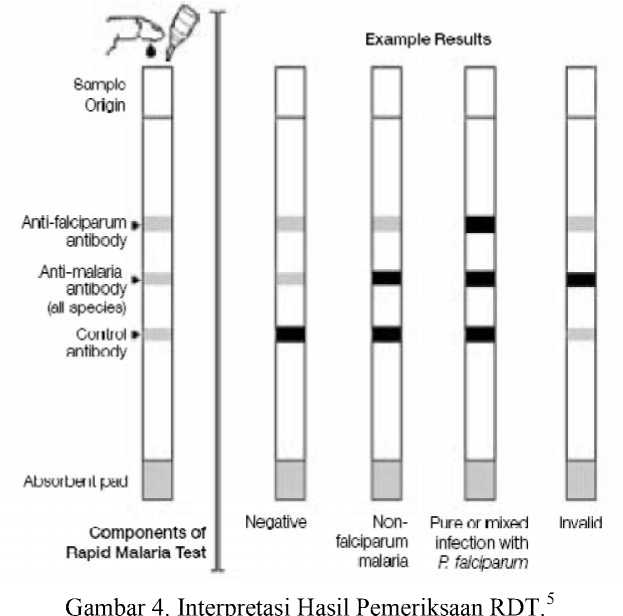 Example Results
Sample
Origin
Anti-falciparum
antibody
Anti-malaria
antibody
(all species)
Control
antibody
Absorbent pad
Components of
Rapid Malaria Test
Negative
Non-
falciparum
malaria
Pure or mixed
infection with
P. falciparum
Invalid
Gambar 4. Interpretasi Hasil Pemeriksaan RDT.5